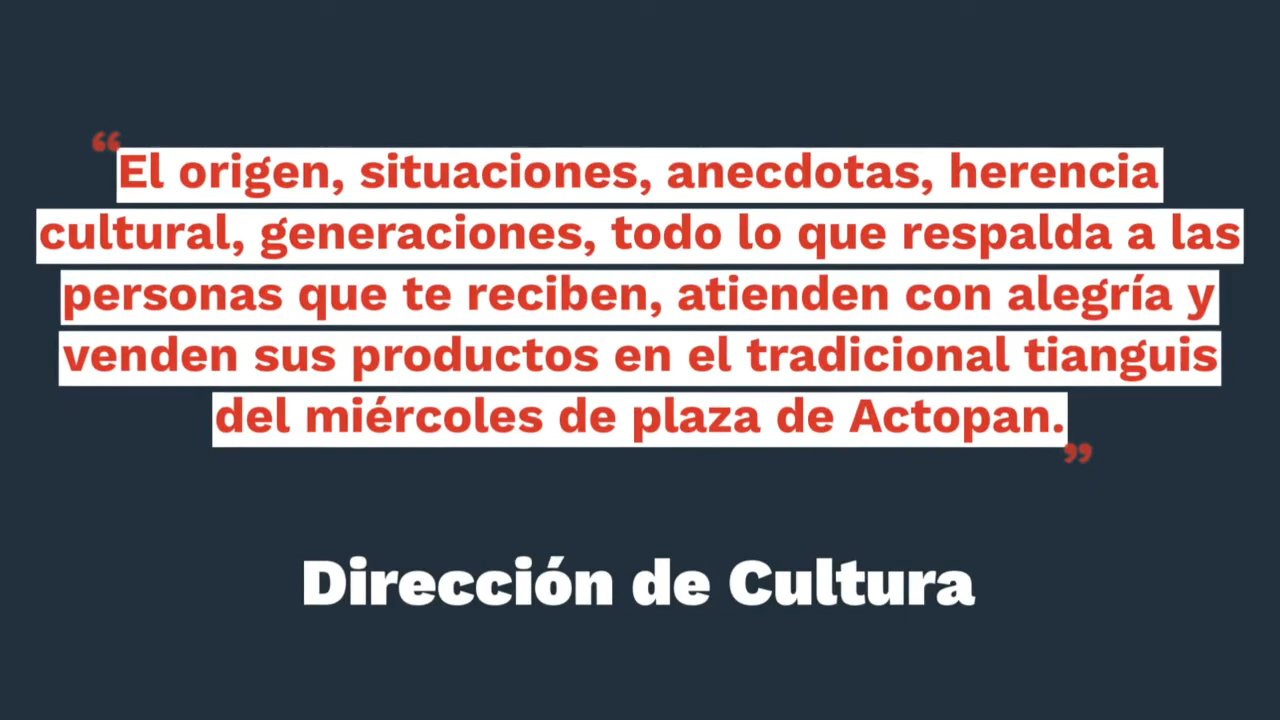 “El origen, situaciones, anecdotas, herencia
cultural, generaciones, todo lo que respalda a las
personas que te reciben, atienden con alegría y
venden sus productos en el tradicional tianguis
del miércoles de plaza de Actopan.”
Dirección de Cultura